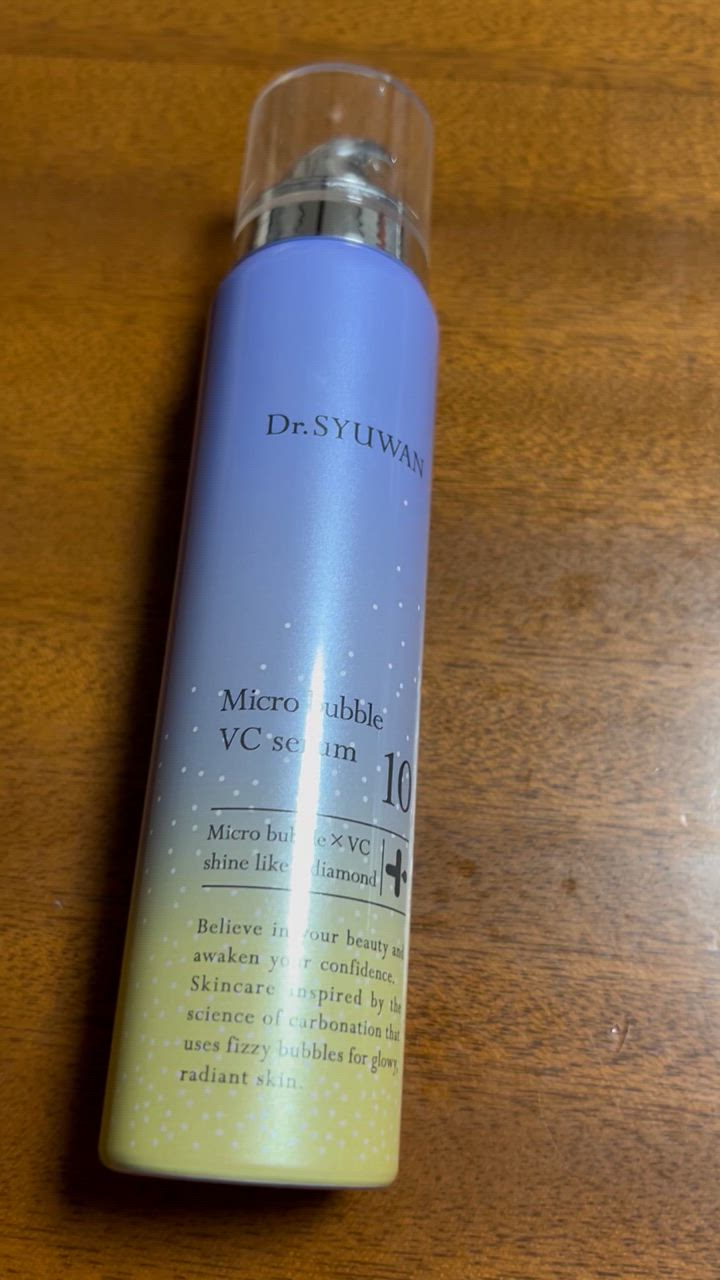 Dr.SYUWAN
Micro bubble
VC serum 10
Micro bubble×VC
shine like diamond
Believe in your beauty and
awaken your confidence.
Skincare inspired by the
science of carbonation that
uses fizzy bubbles for glowy,
radiant skin.